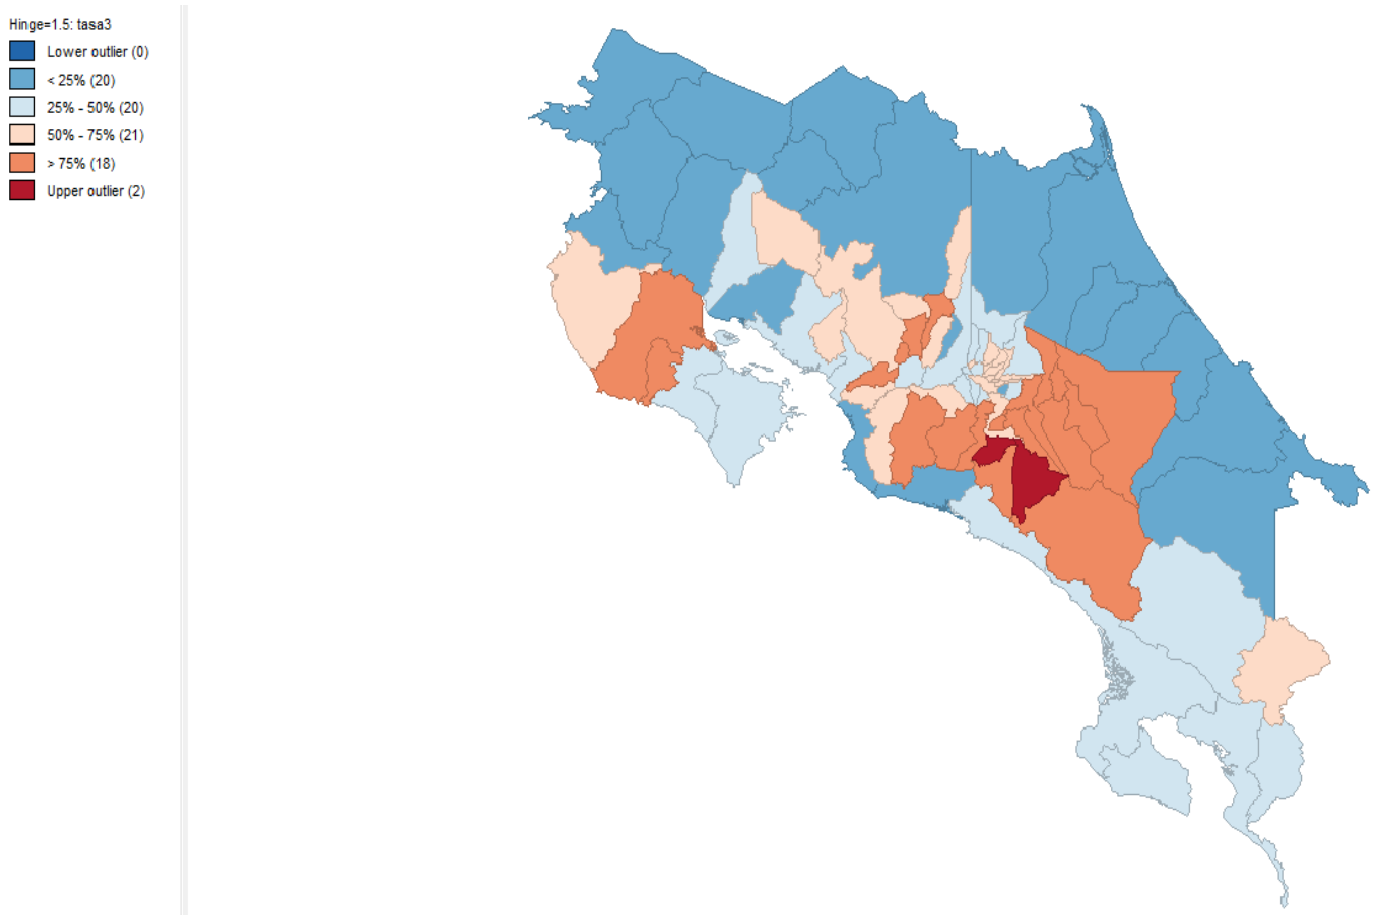 Hinge=1.5: tasa3
Lower outlier (0)
< 25% (20)
25% - 50% (20)
50% - 75% (21)
> 75% (18)
Upper outlier (2)